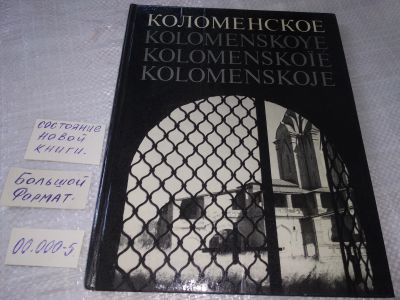 КОЛОМЕНСКОЕ
KOLOMENSKOYE
KOLOMENSKOÏE
KOLOMENSKOJE
СОСТОЯНИЕ
НОВОЙ
КНИГИ.
БОЛЬШОЙ
ФОРМАТ.
00.000-5